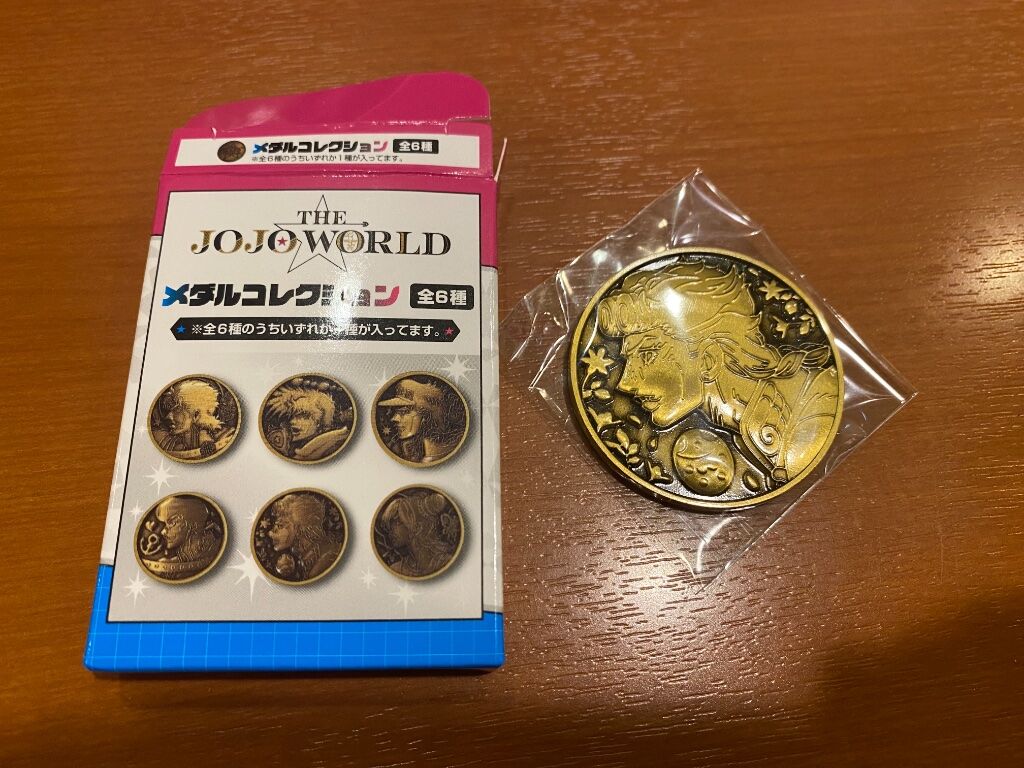 メダルコレクション 全6種
※全6種のうちいずれか1種が入ってます。
THE
JOJO WORLD
メダルコレクション 全6種
※全6種のうちいずれか1種が入ってます。